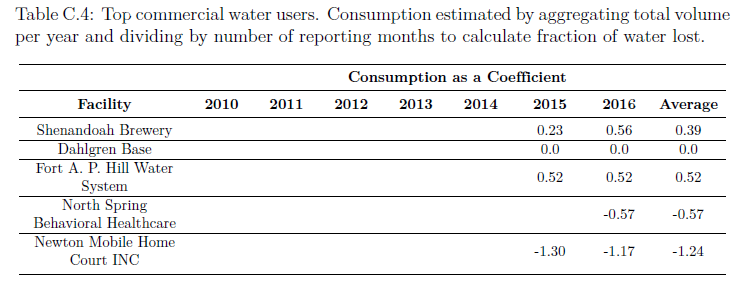 Table C.4: Top commercial water users. Consumption estimated by aggregating total volume
per year and dividing by number of reporting months to calculate fraction of water lost.
Consumption as a Coefficient
Facility 2010 2011 2012 2013 2014 2015 2016 Average
Shenandoah Brewery 0.23 0.56 0.39
Dahlgren Base 0.0 0.0 0.0
Fort A. P. Hill Water
System 0.52 0.52 0.52
North Spring
Behavioral Healthcare -0.57 -0.57
Newton Mobile Home
Court INC -1.30 -1.17 -1.24